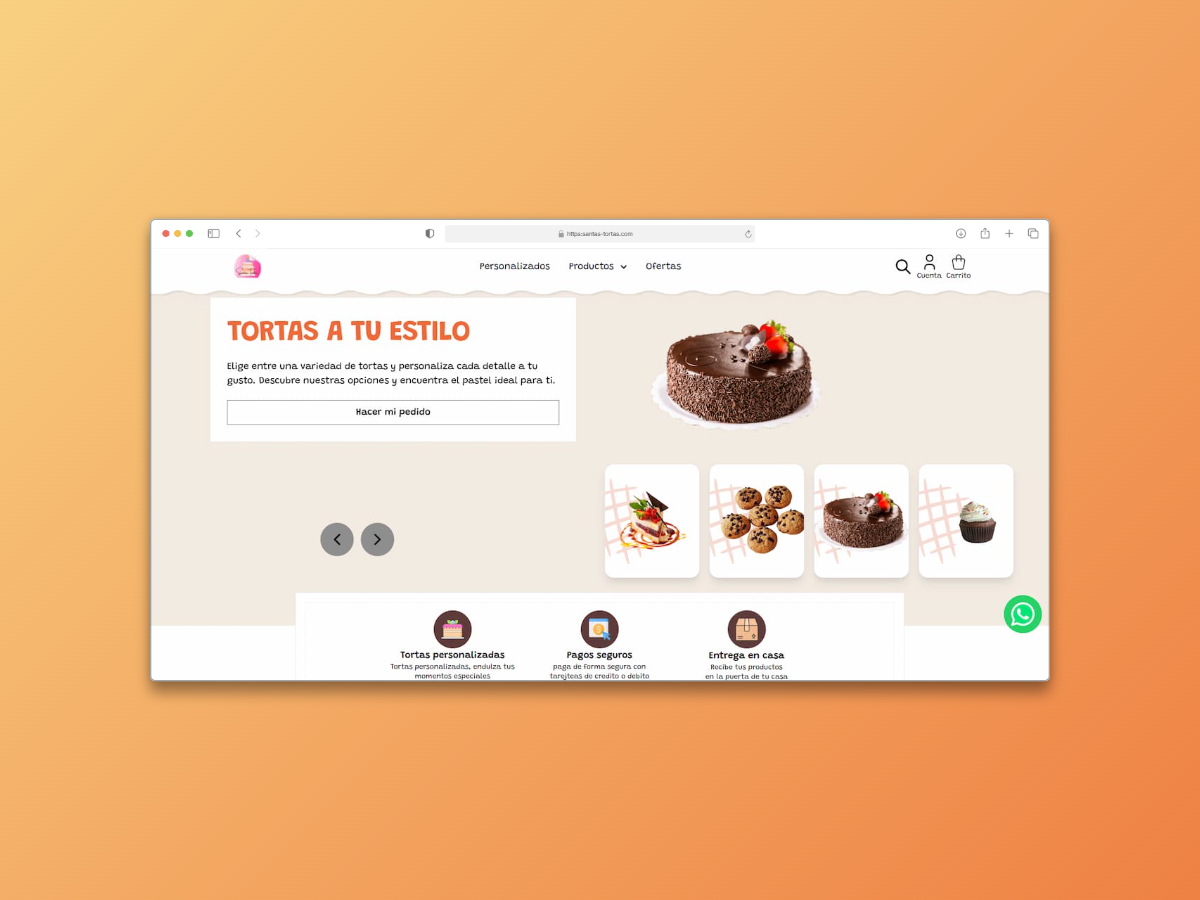 https:santas-tortas.com
Personalizados Productos Ofertas
Cuenta Carrito
TORTAS A TU ESTILO
Elige entre una variedad de tortas y personaliza cada detalle a tu
gusto. Descubre nuestras opciones y encuentra el pastel ideal para ti.
Hacer mi pedido
Tortas personalizadas
Tortas personalizadas, endulza tus
momentos especiales
Pagos seguros
paga de forma segura con
tarejteas de credito o debito
Entrega en casa
Recibe tus productos
en la puerta de tu casa